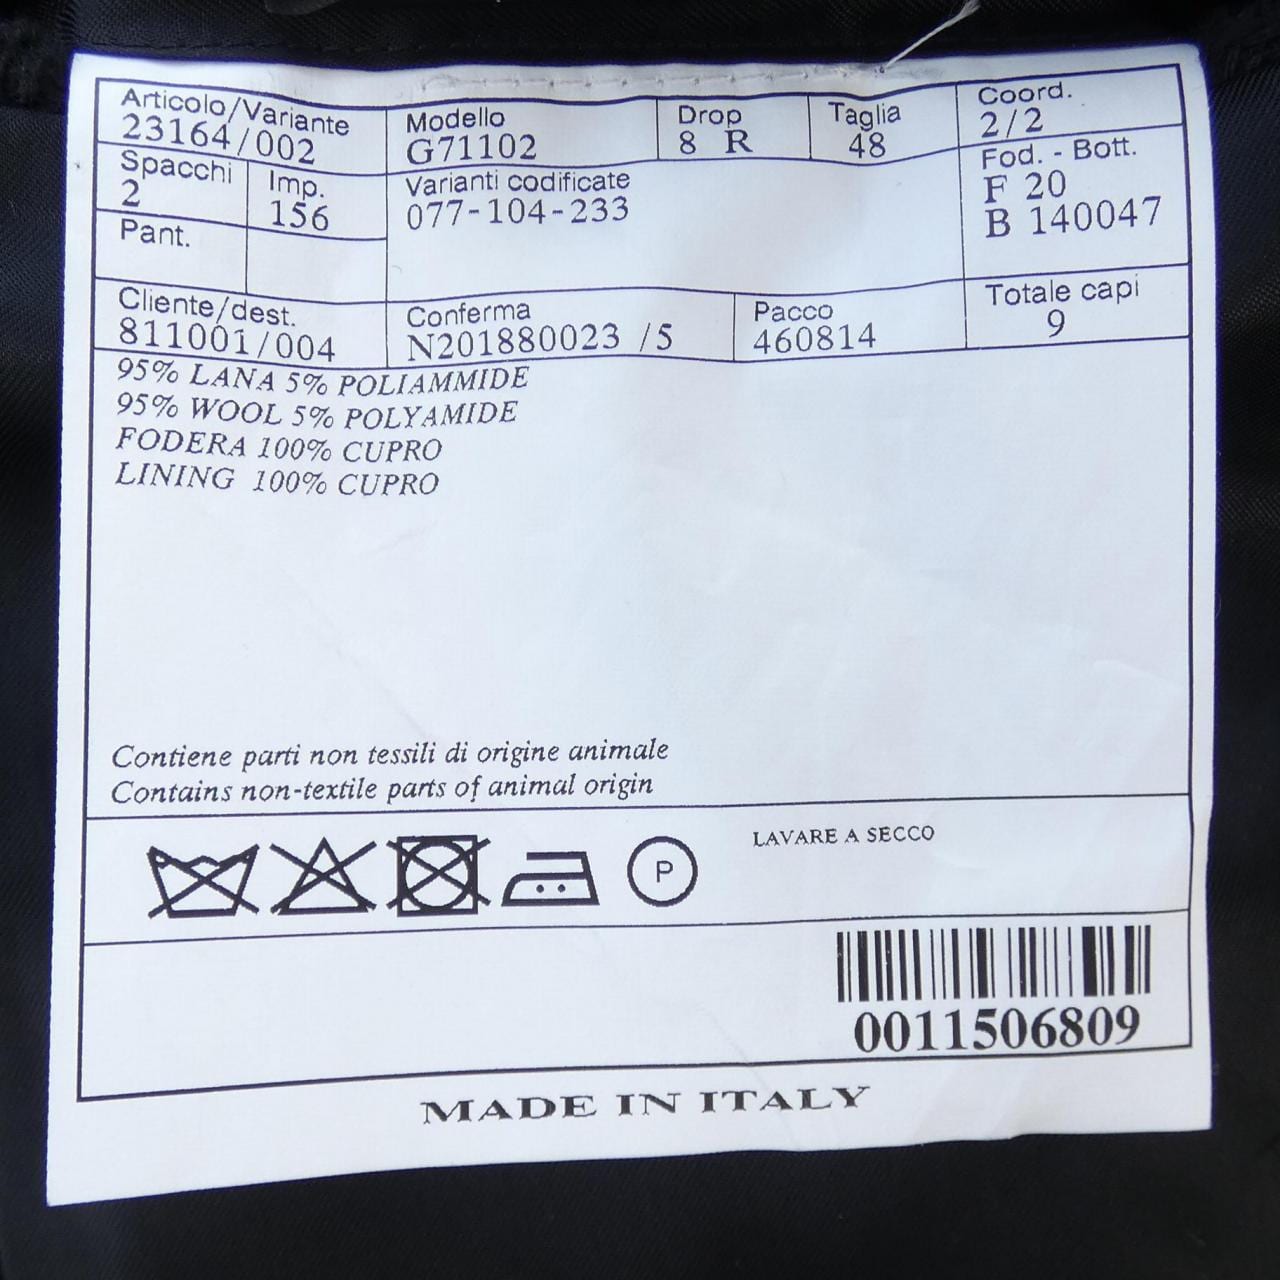 Articolo/Variante
23164/002
Modello
G71102
Drop
8 R
Taglia
48
Coord.
2/2
Spacchi
2
Imp.
156
Varianti codificate
077-104-233
Fod. - Bott.
F 20
B 140047
Pant.
Cliente/dest.
811001/004
Conferma
N201880023 /5
Pacco
460814
Totale capi
9
95% LANA 5% POLIAMMIDE
95% WOOL 5% POLYAMIDE
FODERA 100% CUPRO
LINING 100% CUPRO
Contiene parti non tessili di origine animale
Contains non-textile parts of animal origin
P
LAVARE A SECCO
0011506809
MADE IN ITALY